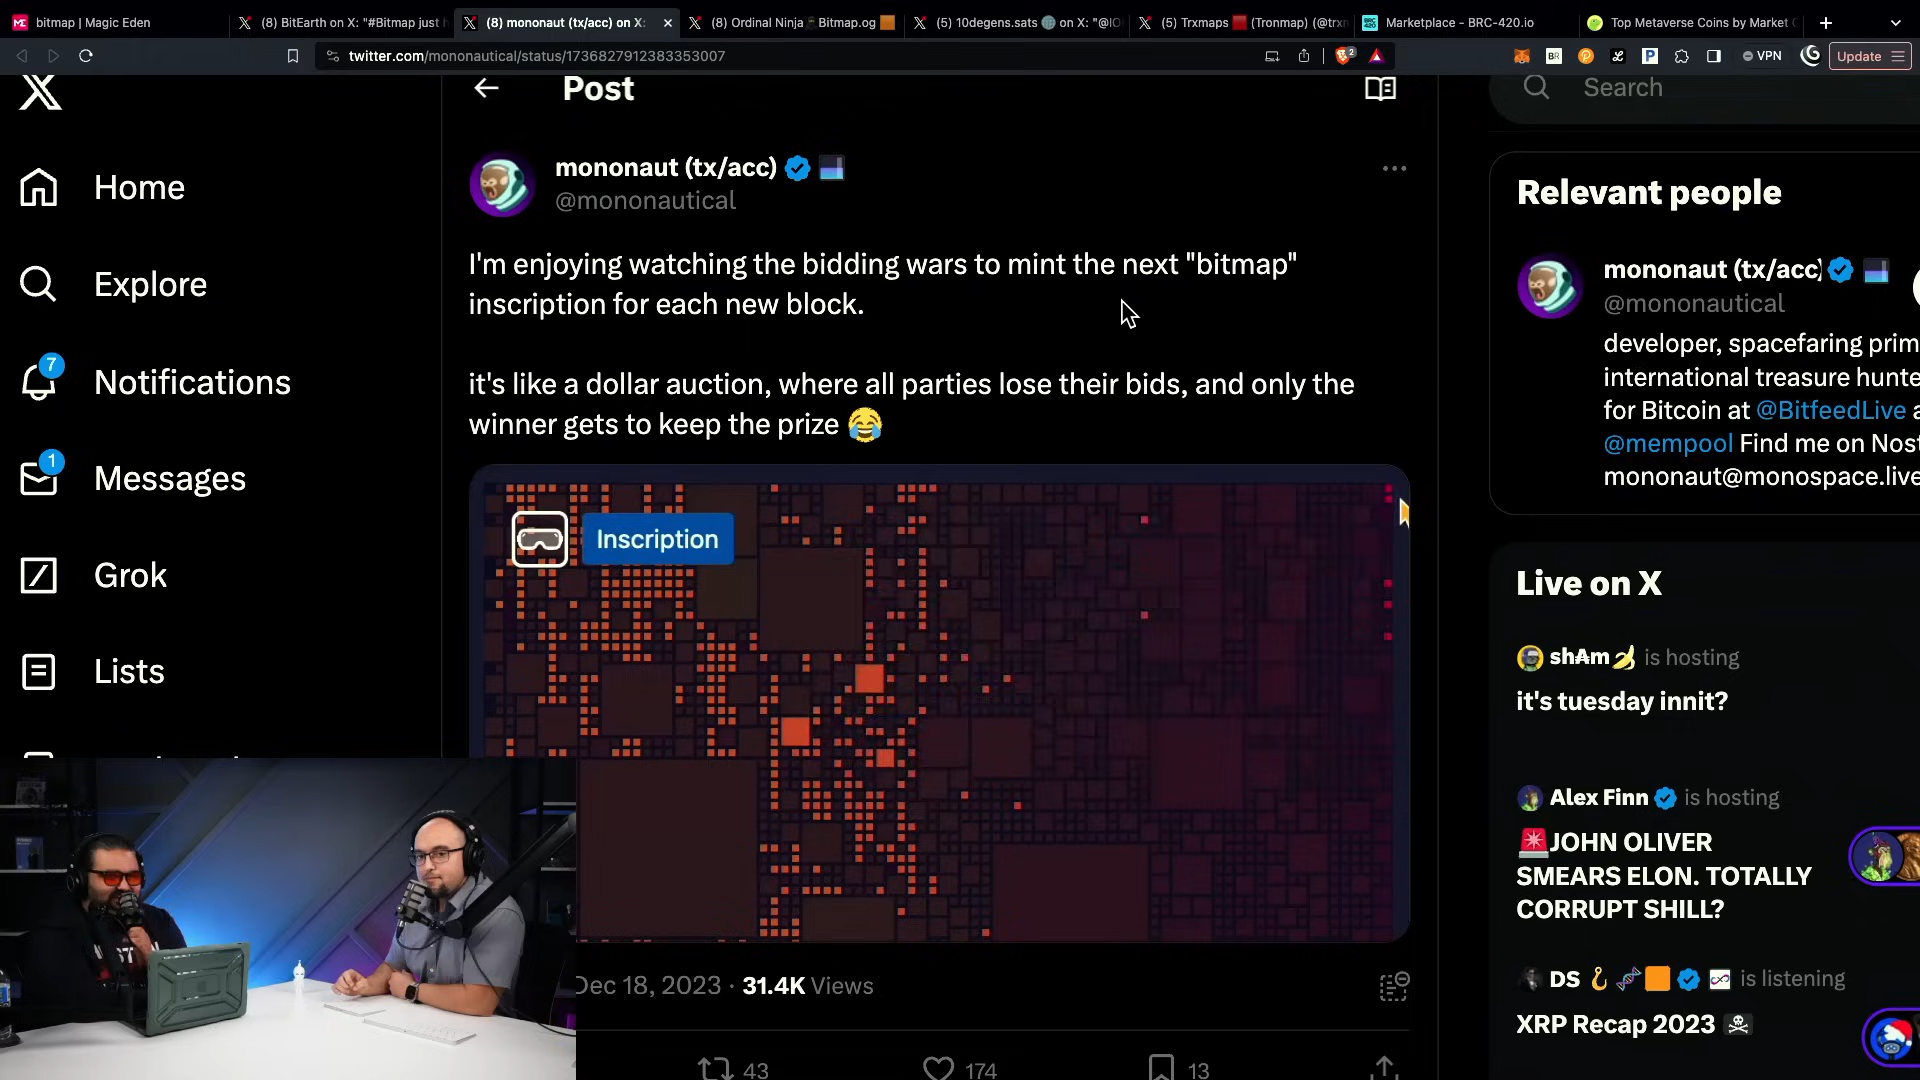 bitmap | Magic Eden
(8) BitEarth on X: "#Bitmap just h
(8) mononaut (tx/acc) on X:
(8) Ordinal Ninja Bitmap.og
(5) 10degens.sats on X: "@IO
(5) Trxmaps (Tronmap) (@trxm
Marketplace - BRC-420.io
Top Metaverse Coins by Market C
twitter.com/mononautical/status/1736827912383353007
2
VPN
Update
Post
Search
mononaut (tx/acc)
@mononautical
I'm enjoying watching the bidding wars to mint the next "bitmap"
inscription for each new block.
it's like a dollar auction, where all parties lose their bids, and only the
winner gets to keep the prize 😂
Inscription
Dec 18, 2023 · 31.4K Views
43
174
13
Home
Explore
7
Notifications
1
Messages
Grok
Lists
Relevant people
mononaut (tx/acc)
@mononautical
developer, spacefaring prim
international treasure hunte
for Bitcoin at @BitfeedLive a
@mempool Find me on Nost
mononaut@monospace.live
Live on X
shAm🍌 is hosting
it's tuesday innit?
Alex Finn is hosting
🚨JOHN OLIVER
SMEARS ELON. TOTALLY
CORRUPT SHILL?
DS 🪝🧬🟧 is listening
XRP Recap 2023 ☠